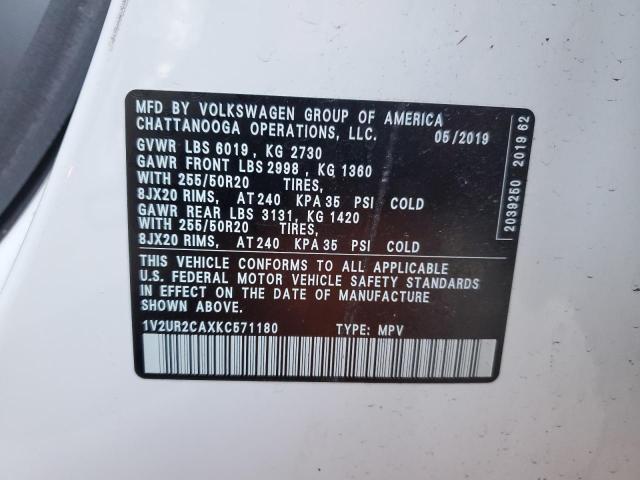 MFD BY VOLKSWAGEN GROUP OF AMERICA
CHATTANOOGA OPERATIONS, LLC. 05/2019
GVWR LBS 6019, KG 2730
GAWR FRONT LBS 2998, KG 1360
WITH 255/50R20 TIRES,
8JX20 RIMS, AT 240 KPA 35 PSI COLD
GAWR REAR LBS 3131, KG 1420
WITH 255/50R20 TIRES,
8JX20 RIMS, AT 240 KPA 35 PSI COLD
THIS VEHICLE CONFORMS TO ALL APPLICABLE
U.S. FEDERAL MOTOR VEHICLE SAFETY STANDARDS
IN EFFECT ON THE DATE OF MANUFACTURE
SHOWN ABOVE.
1V2UR2CAXKC571180 TYPE: MPV
2039250 2019 62